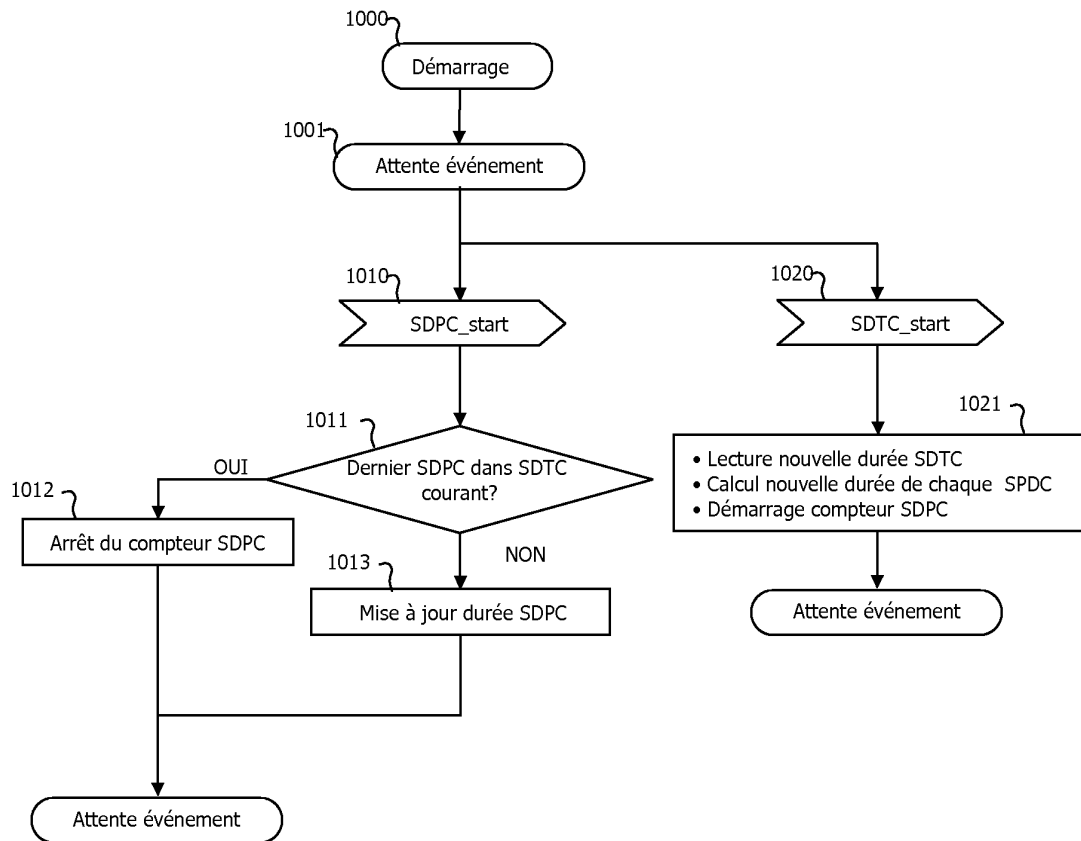 1000
Démarrage
1001
Attente événement
1010
SDPC_start
1020
SDTC_start
1011
Dernier SDPC dans SDTC
courant?
OUI
NON
1012
Arrêt du compteur SDPC
1013
Mise à jour durée SDPC
1021
• Lecture nouvelle durée SDTC
• Calcul nouvelle durée de chaque SPDC
• Démarrage compteur SDPC
Attente événement
Attente événement